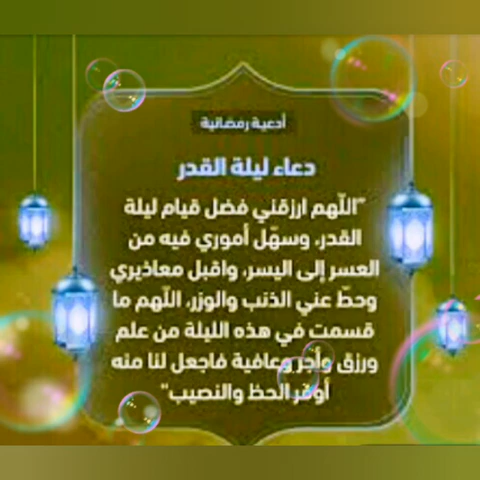 أدعية رمضانية
دعاء ليلة القدر
"اللّهم ارزقني فضل قيام ليلة
القدر، وسهّل أموري فيه من
العسر إلى اليسر، واقبل معاذيري
وحطّ عني الذنب والوزر، اللّهم ما
قسمت في هذه الليلة من علم
ورزق وأجر وعافية فاجعل لنا منه
أوفر الحظ والنصيب"